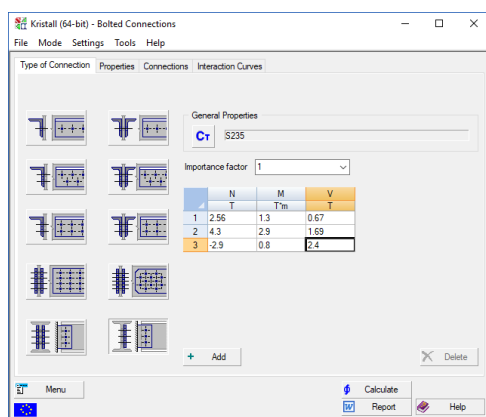 Kristall (64-bit) - Bolted Connections
File Mode Settings Tools Help
Type of Connection Properties Connections Interaction Curves
General Properties
CT S235
Importance factor 1
N M V
T T*m T
1 2.56 1.3 0.67
2 4.3 2.9 1.69
3 -2.9 0.8 2.4
+ Add Delete
Menu Calculate
Report Help